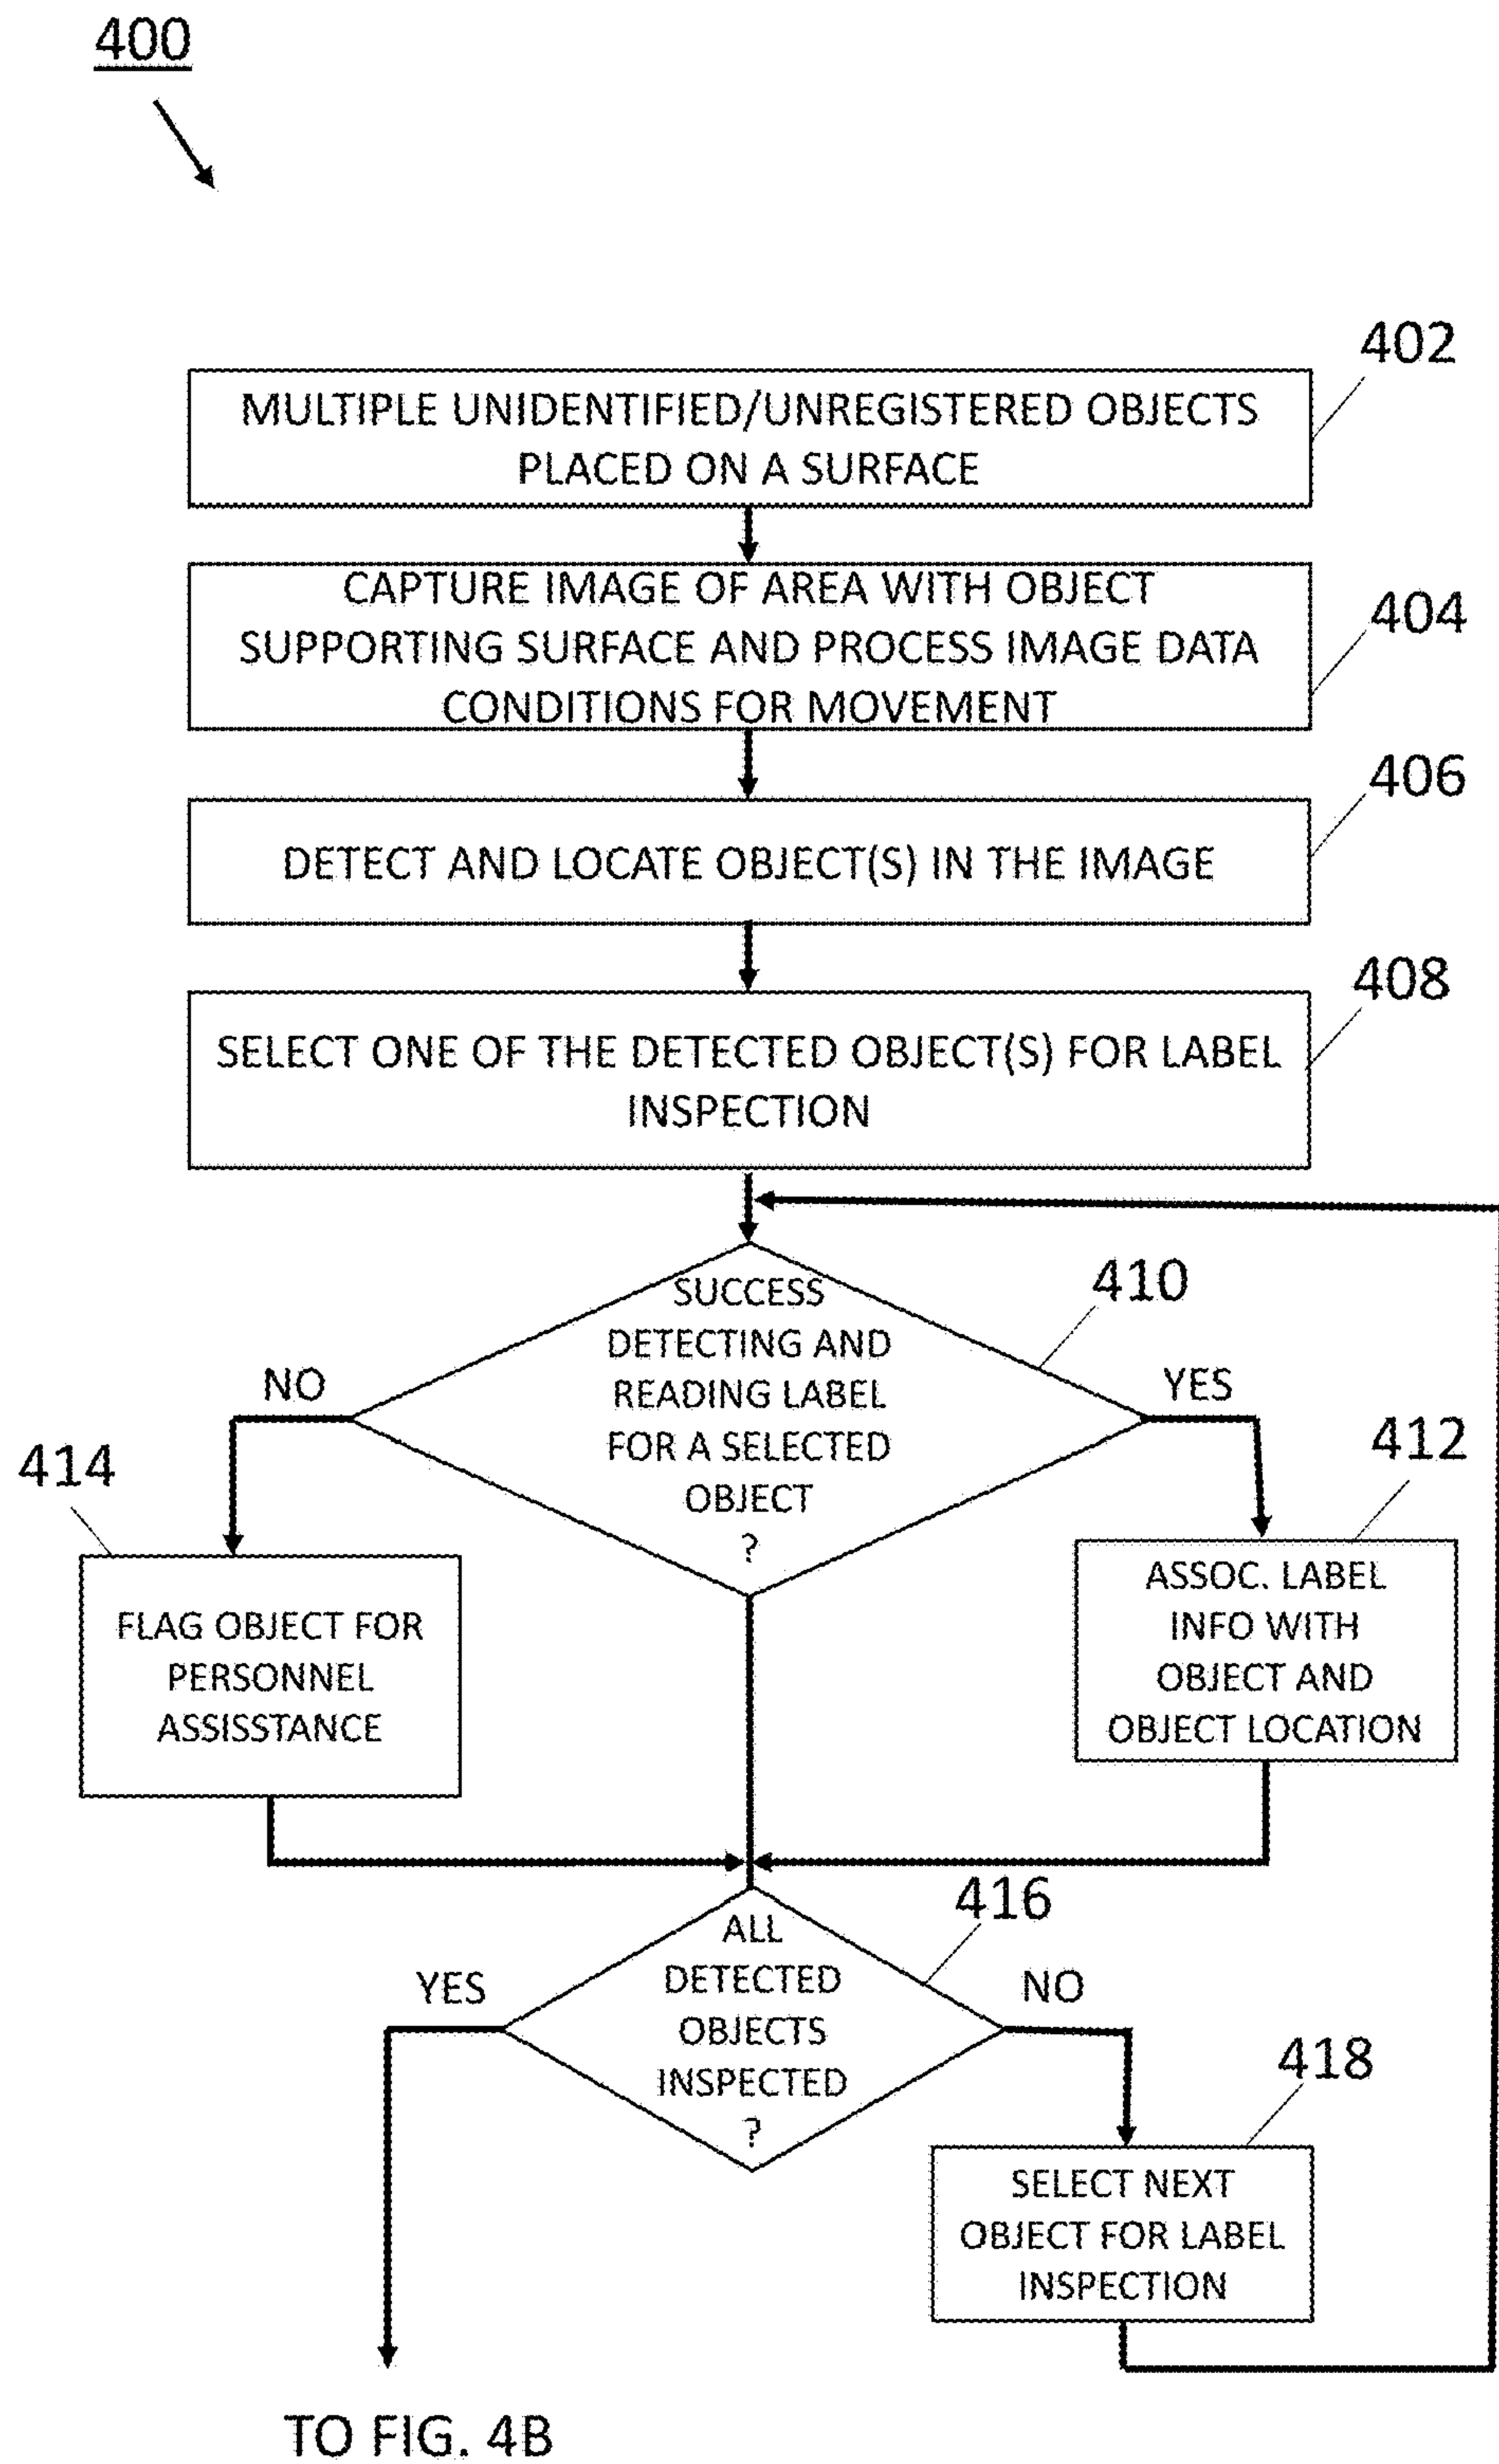 400
402
MULTIPLE UNIDENTIFIED/UNREGISTERED OBJECTS
PLACED ON A SURFACE
CAPTURE IMAGE OF AREA WITH OBJECT
SUPPORTING SURFACE AND PROCESS IMAGE DATA
CONDITIONS FOR MOVEMENT
404
406
DETECT AND LOCATE OBJECT(S) IN THE IMAGE
408
SELECT ONE OF THE DETECTED OBJECT(S) FOR LABEL
INSPECTION
410
SUCCESS
DETECTING AND
READING LABEL
FOR A SELECTED
OBJECT
?
NO
YES
414
412
FLAG OBJECT FOR
PERSONNEL
ASSISSTANCE
ASSOC. LABEL
INFO WITH
OBJECT AND
OBJECT LOCATION
416
ALL
DETECTED
OBJECTS
INSPECTED
?
YES
NO
418
SELECT NEXT
OBJECT FOR LABEL
INSPECTION
TO FIG. 4B